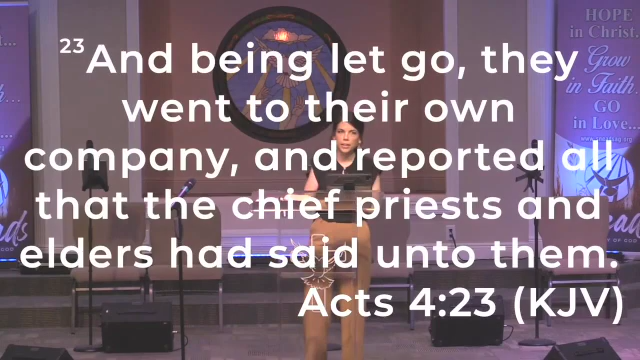 23And being let go, they
went to their own
company, and reported all
that the chief priests and
elders had said unto them.
Acts 4:23 (KJV)
HOPE
in Christ.
Grow
in Faith.
GO
in Love...